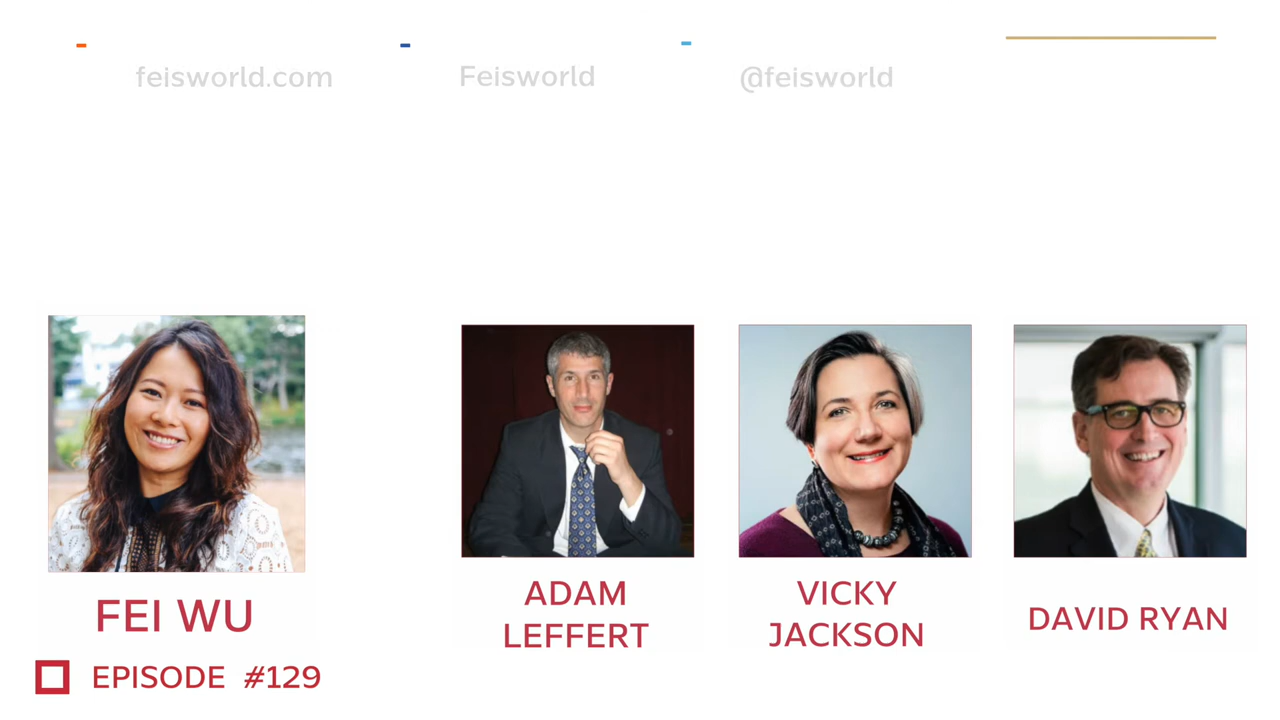 feisworld.com
Feisworld
@feisworld
FEI WU
ADAM
LEFFERT
VICKY
JACKSON
DAVID RYAN
EPISODE #129